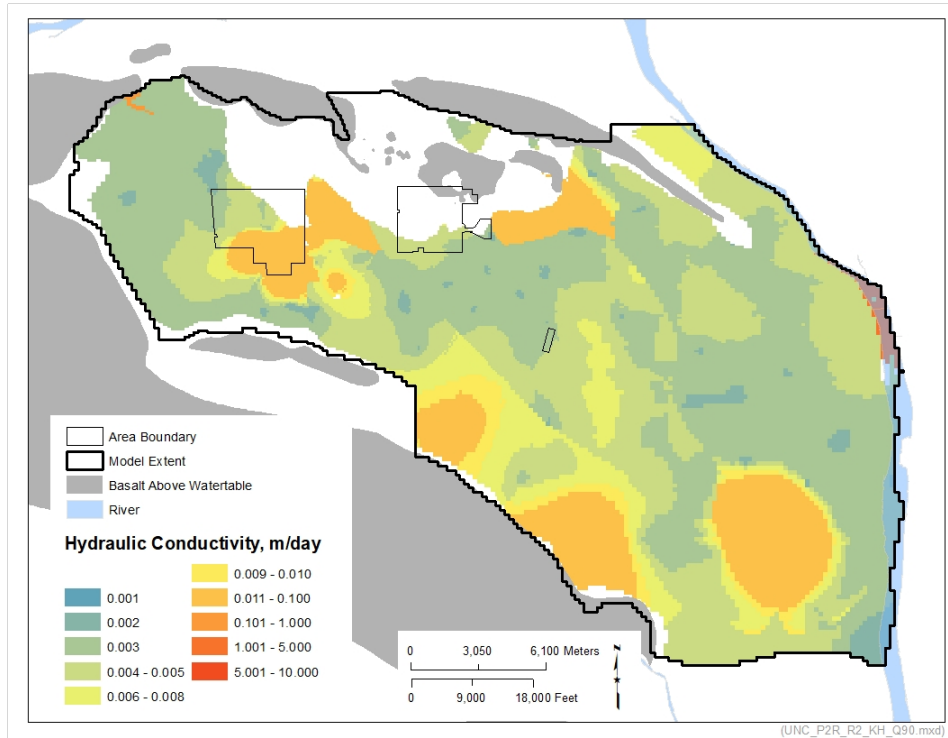 Area Boundary
Model Extent
Basalt Above Watertable
River
Hydraulic Conductivity, m/day
0.001
0.002
0.003
0.004 - 0.005
0.006 - 0.008
0.009 - 0.010
0.011 - 0.100
0.101 - 1.000
1.001 - 5.000
5.001 - 10.000
0 3,050 6,100 Meters
0 9,000 18,000 Feet
N
(UNC_P2R_R2_KH_Q90.mxd)